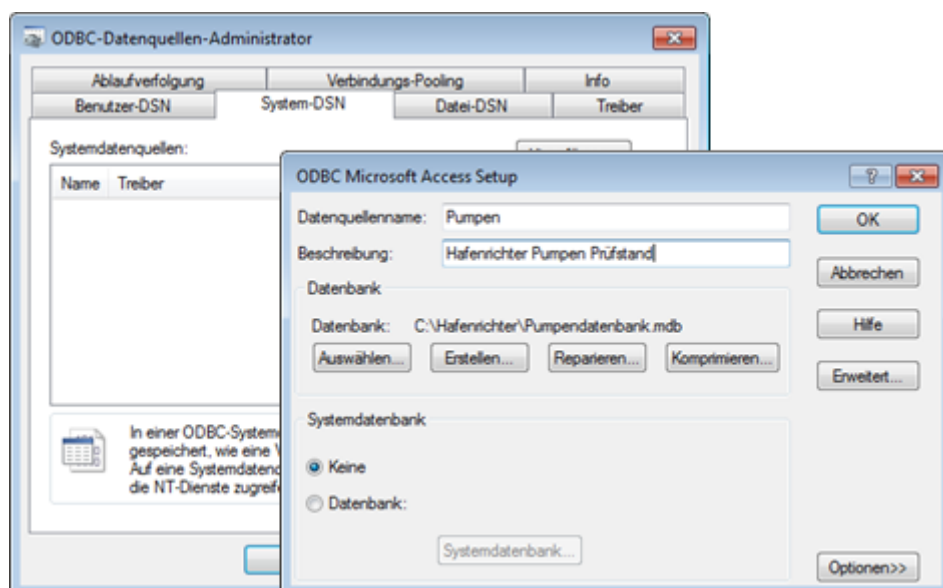 ODBC-Datenquellen-Administrator
Ablaufverfolgung Verbindungs-Pooling Info
Benutzer-DSN System-DSN Datei-DSN Treiber
Systemdatenquellen:
Name Treiber
In einer ODBC-System
gespeichert, wie eine
Auf eine Systemdatenq
die NT-Dienste zugreife
ODBC Microsoft Access Setup
Datenquellenname: Pumpen
OK
Beschreibung: Hafenrichter Pumpen Prüfstand
Abbrechen
Datenbank
Datenbank: C:\Hafenrichter\Pumpendatenbank.mdb
Hilfe
Auswählen... Erstellen... Reparieren... Komprimieren...
Erweitert...
Systemdatenbank
Keine
Datenbank:
Systemdatenbank...
Optionen>>